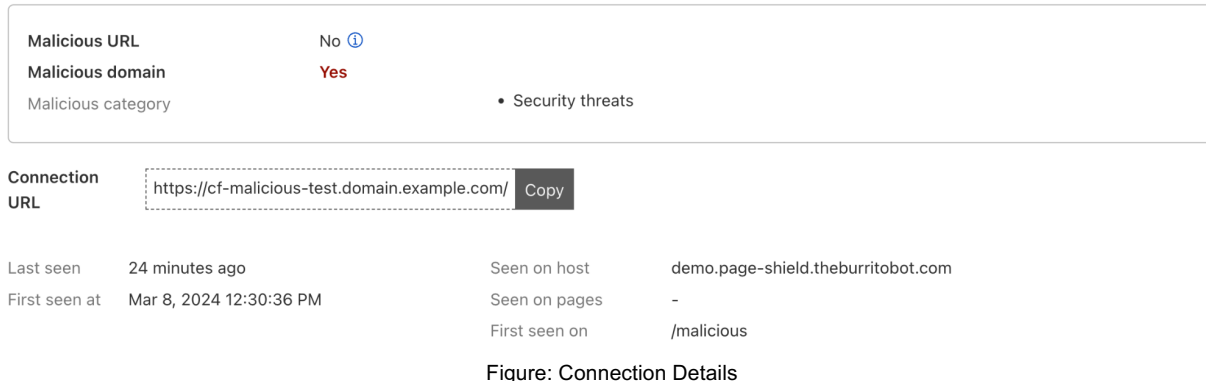 Malicious URL No
Malicious domain Yes
Malicious category • Security threats
Connection URL https://cf-malicious-test.domain.example.com/ Copy
Last seen 24 minutes ago Seen on host demo.page-shield.theburritobot.com
First seen at Mar 8, 2024 12:30:36 PM Seen on pages -
First seen on /malicious
Figure: Connection Details